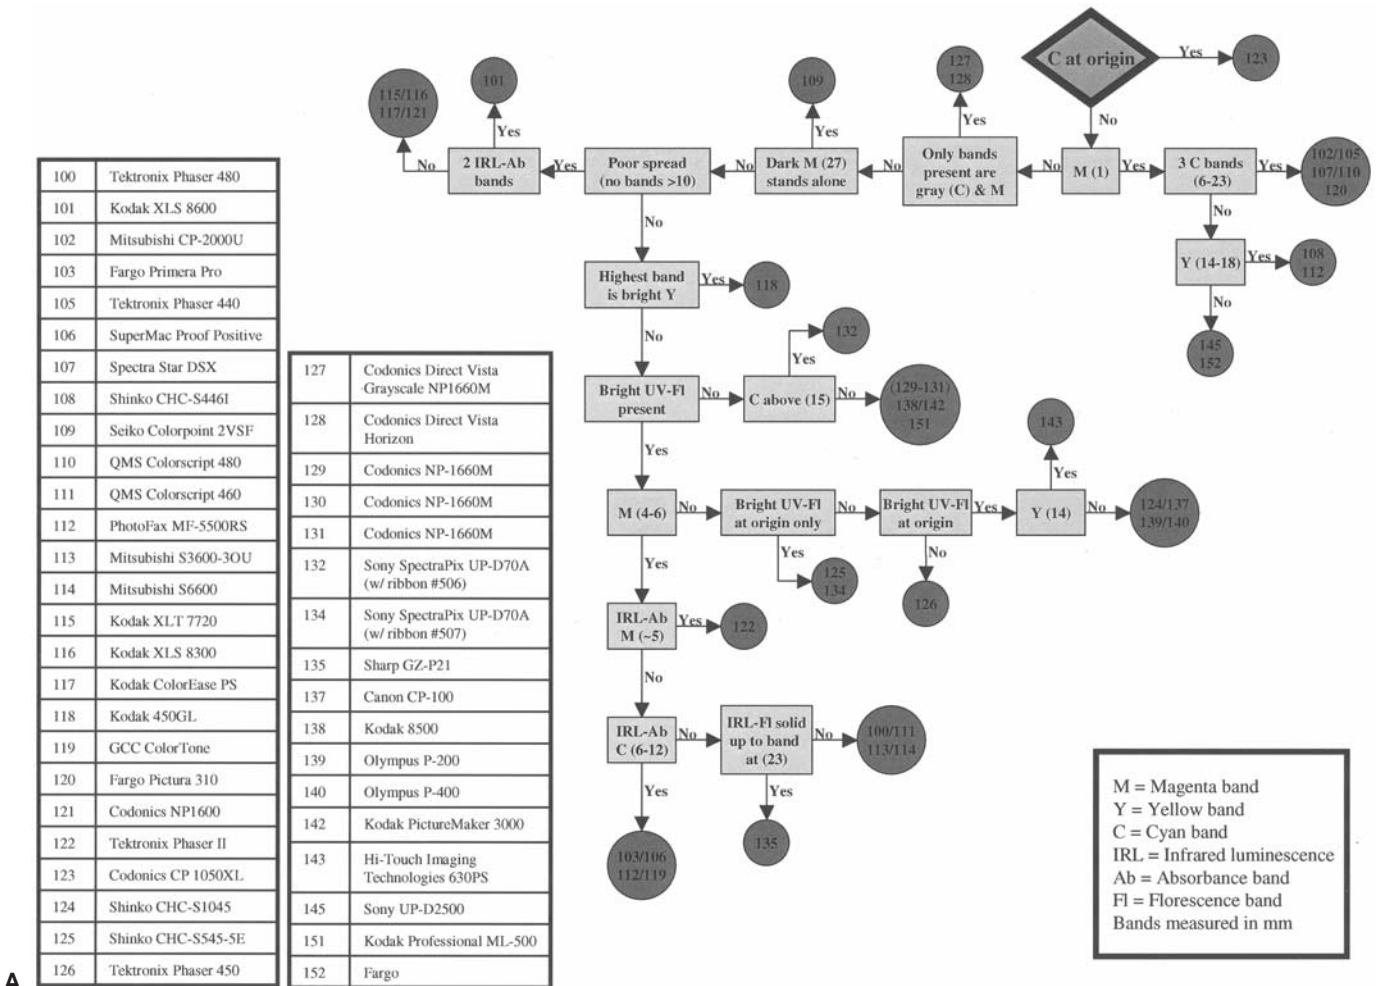 C at origin
Yes
123
No
M (1)
Yes
3 C bands
(6-23)
Yes
102/105
107/110
120
No
Y (14-18)
Yes
108
112
No
145
152
No
Only bands
present are
gray (C) & M
Yes
127
128
No
Dark M (27)
stands alone
Yes
109
No
Poor spread
(no bands >10)
Yes
2 IRL-Ab
bands
Yes
101
No
115/116
117/121
No
Highest band
is bright Y
Yes
118
No
Bright UV-Fl
present
No
C above (15)
Yes
132
No
(129-131)
138/142
151
Yes
M (4-6)
No
Bright UV-Fl
at origin only
Yes
125
134
No
Bright UV-Fl
at origin
No
126
Yes
Y (14)
Yes
143
No
124/137
139/140
Yes
IRL-Ab
M (~5)
Yes
122
No
IRL-Ab
C (6-12)
Yes
103/106
112/119
No
IRL-Fl solid
up to band
at (23)
Yes
135
No
100/111
113/114
100 Tektronix Phaser 480
101 Kodak XLS 8600
102 Mitsubishi CP-2000U
103 Fargo Primera Pro
105 Tektronix Phaser 440
106 SuperMac Proof Positive
107 Spectra Star DSX
108 Shinko CHC-S446I
109 Seiko Colorpoint 2VSF
110 QMS Colorscript 480
111 QMS Colorscript 460
112 PhotoFax MF-5500RS
113 Mitsubishi S3600-3OU
114 Mitsubishi S6600
115 Kodak XLT 7720
116 Kodak XLS 8300
117 Kodak ColorEase PS
118 Kodak 450GL
119 GCC ColorTone
120 Fargo Pictura 310
121 Codonics NP1600
122 Tektronix Phaser II
123 Codonics CP 1050XL
124 Shinko CHC-S1045
125 Shinko CHC-S545-5E
126 Tektronix Phaser 450
127 Codonics Direct Vista
Grayscale NP1660M
128 Codonics Direct Vista
Horizon
129 Codonics NP-1660M
130 Codonics NP-1660M
131 Codonics NP-1660M
132 Sony SpectraPix UP-D70A
(w/ ribbon #506)
134 Sony SpectraPix UP-D70A
(w/ ribbon #507)
135 Sharp GZ-P21
137 Canon CP-100
138 Kodak 8500
139 Olympus P-200
140 Olympus P-400
142 Kodak PictureMaker 3000
143 Hi-Touch Imaging
Technologies 630PS
145 Sony UP-D2500
151 Kodak Professional ML-500
152 Fargo
M = Magenta band
Y = Yellow band
C = Cyan band
IRL = Infrared luminescence
Ab = Absorbance band
Fl = Florescence band
Bands measured in mm
A